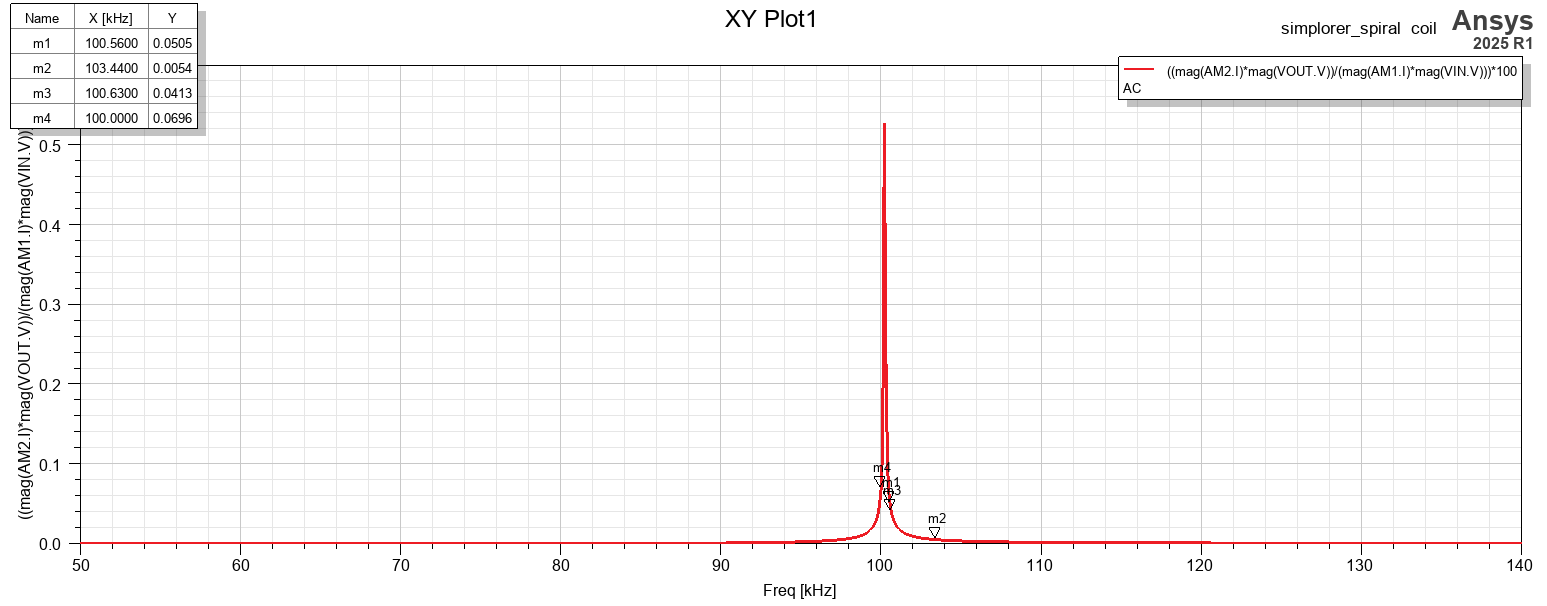 XY Plot1
simplorer_spiral coil
Ansys
2025 R1
Name X [kHz] Y
m1 100.5600 0.0505
m2 103.4400 0.0054
m3 100.6300 0.0413
m4 100.0000 0.0696
((mag(AM2.I)*mag(VOUT.V))/(mag(AM1.I)*mag(VIN.V)))*100
AC
((mag(AM2.I)*mag(VOUT.V))/(mag(AM1.I)*mag(VIN.V))
0.5
0.4
0.3
0.2
0.1
0.0
m4
m1
m3
m2
50 60 70 80 90 100 110 120 130 140
Freq [kHz]